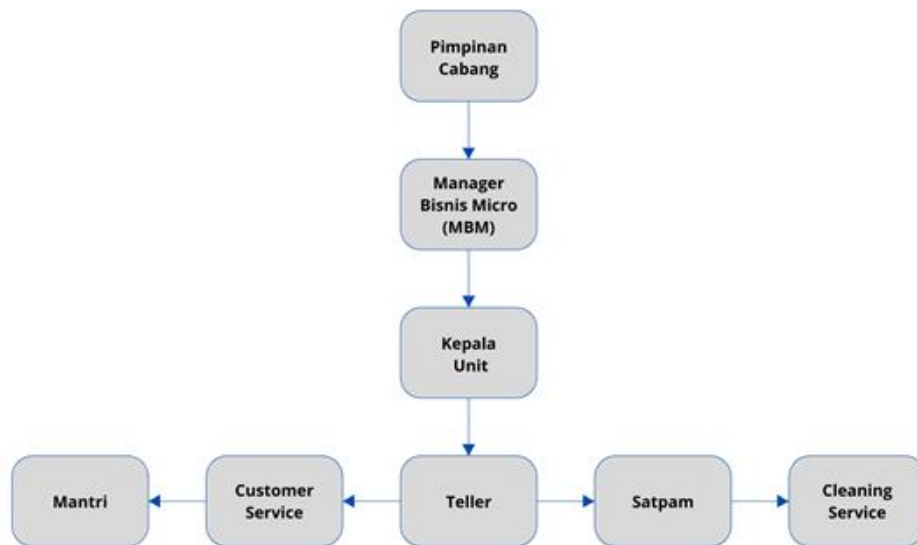 Pimpinan
Cabang
Manager
Bisnis Micro
(MBM)
Kepala
Unit
Mantri
Customer
Service
Teller
Satpam
Cleaning
Service